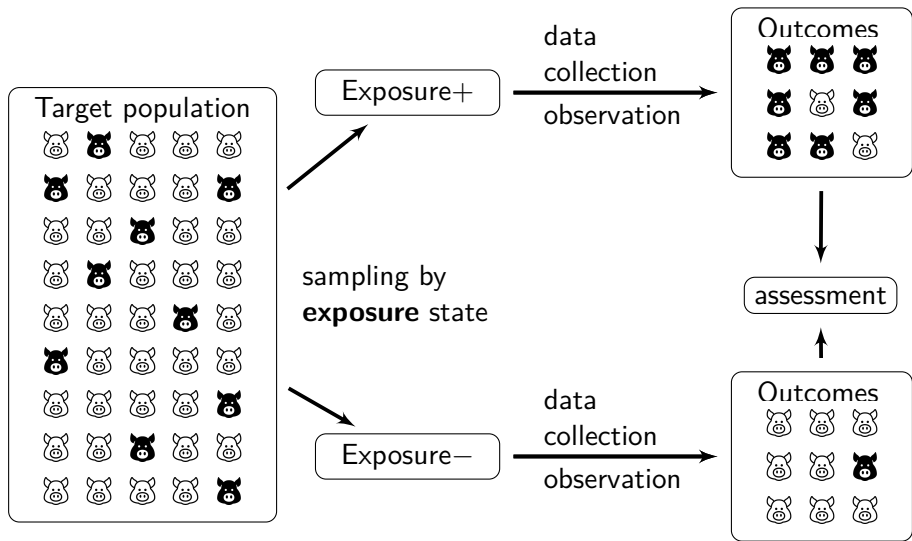 Target population
sampling by
exposure state
Exposure+
data
collection
observation
Outcomes
assessment
Exposure−
data
collection
observation
Outcomes